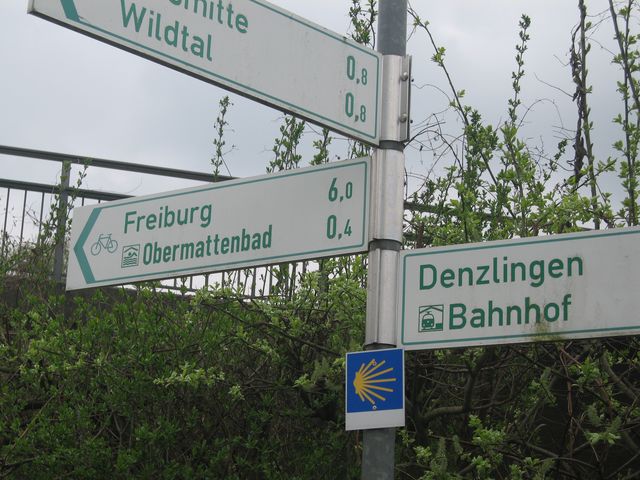 Wildtal
0,8
0,8
Freiburg 6,0
Obermattenbad 0,4
Denzlingen
Bahnhof